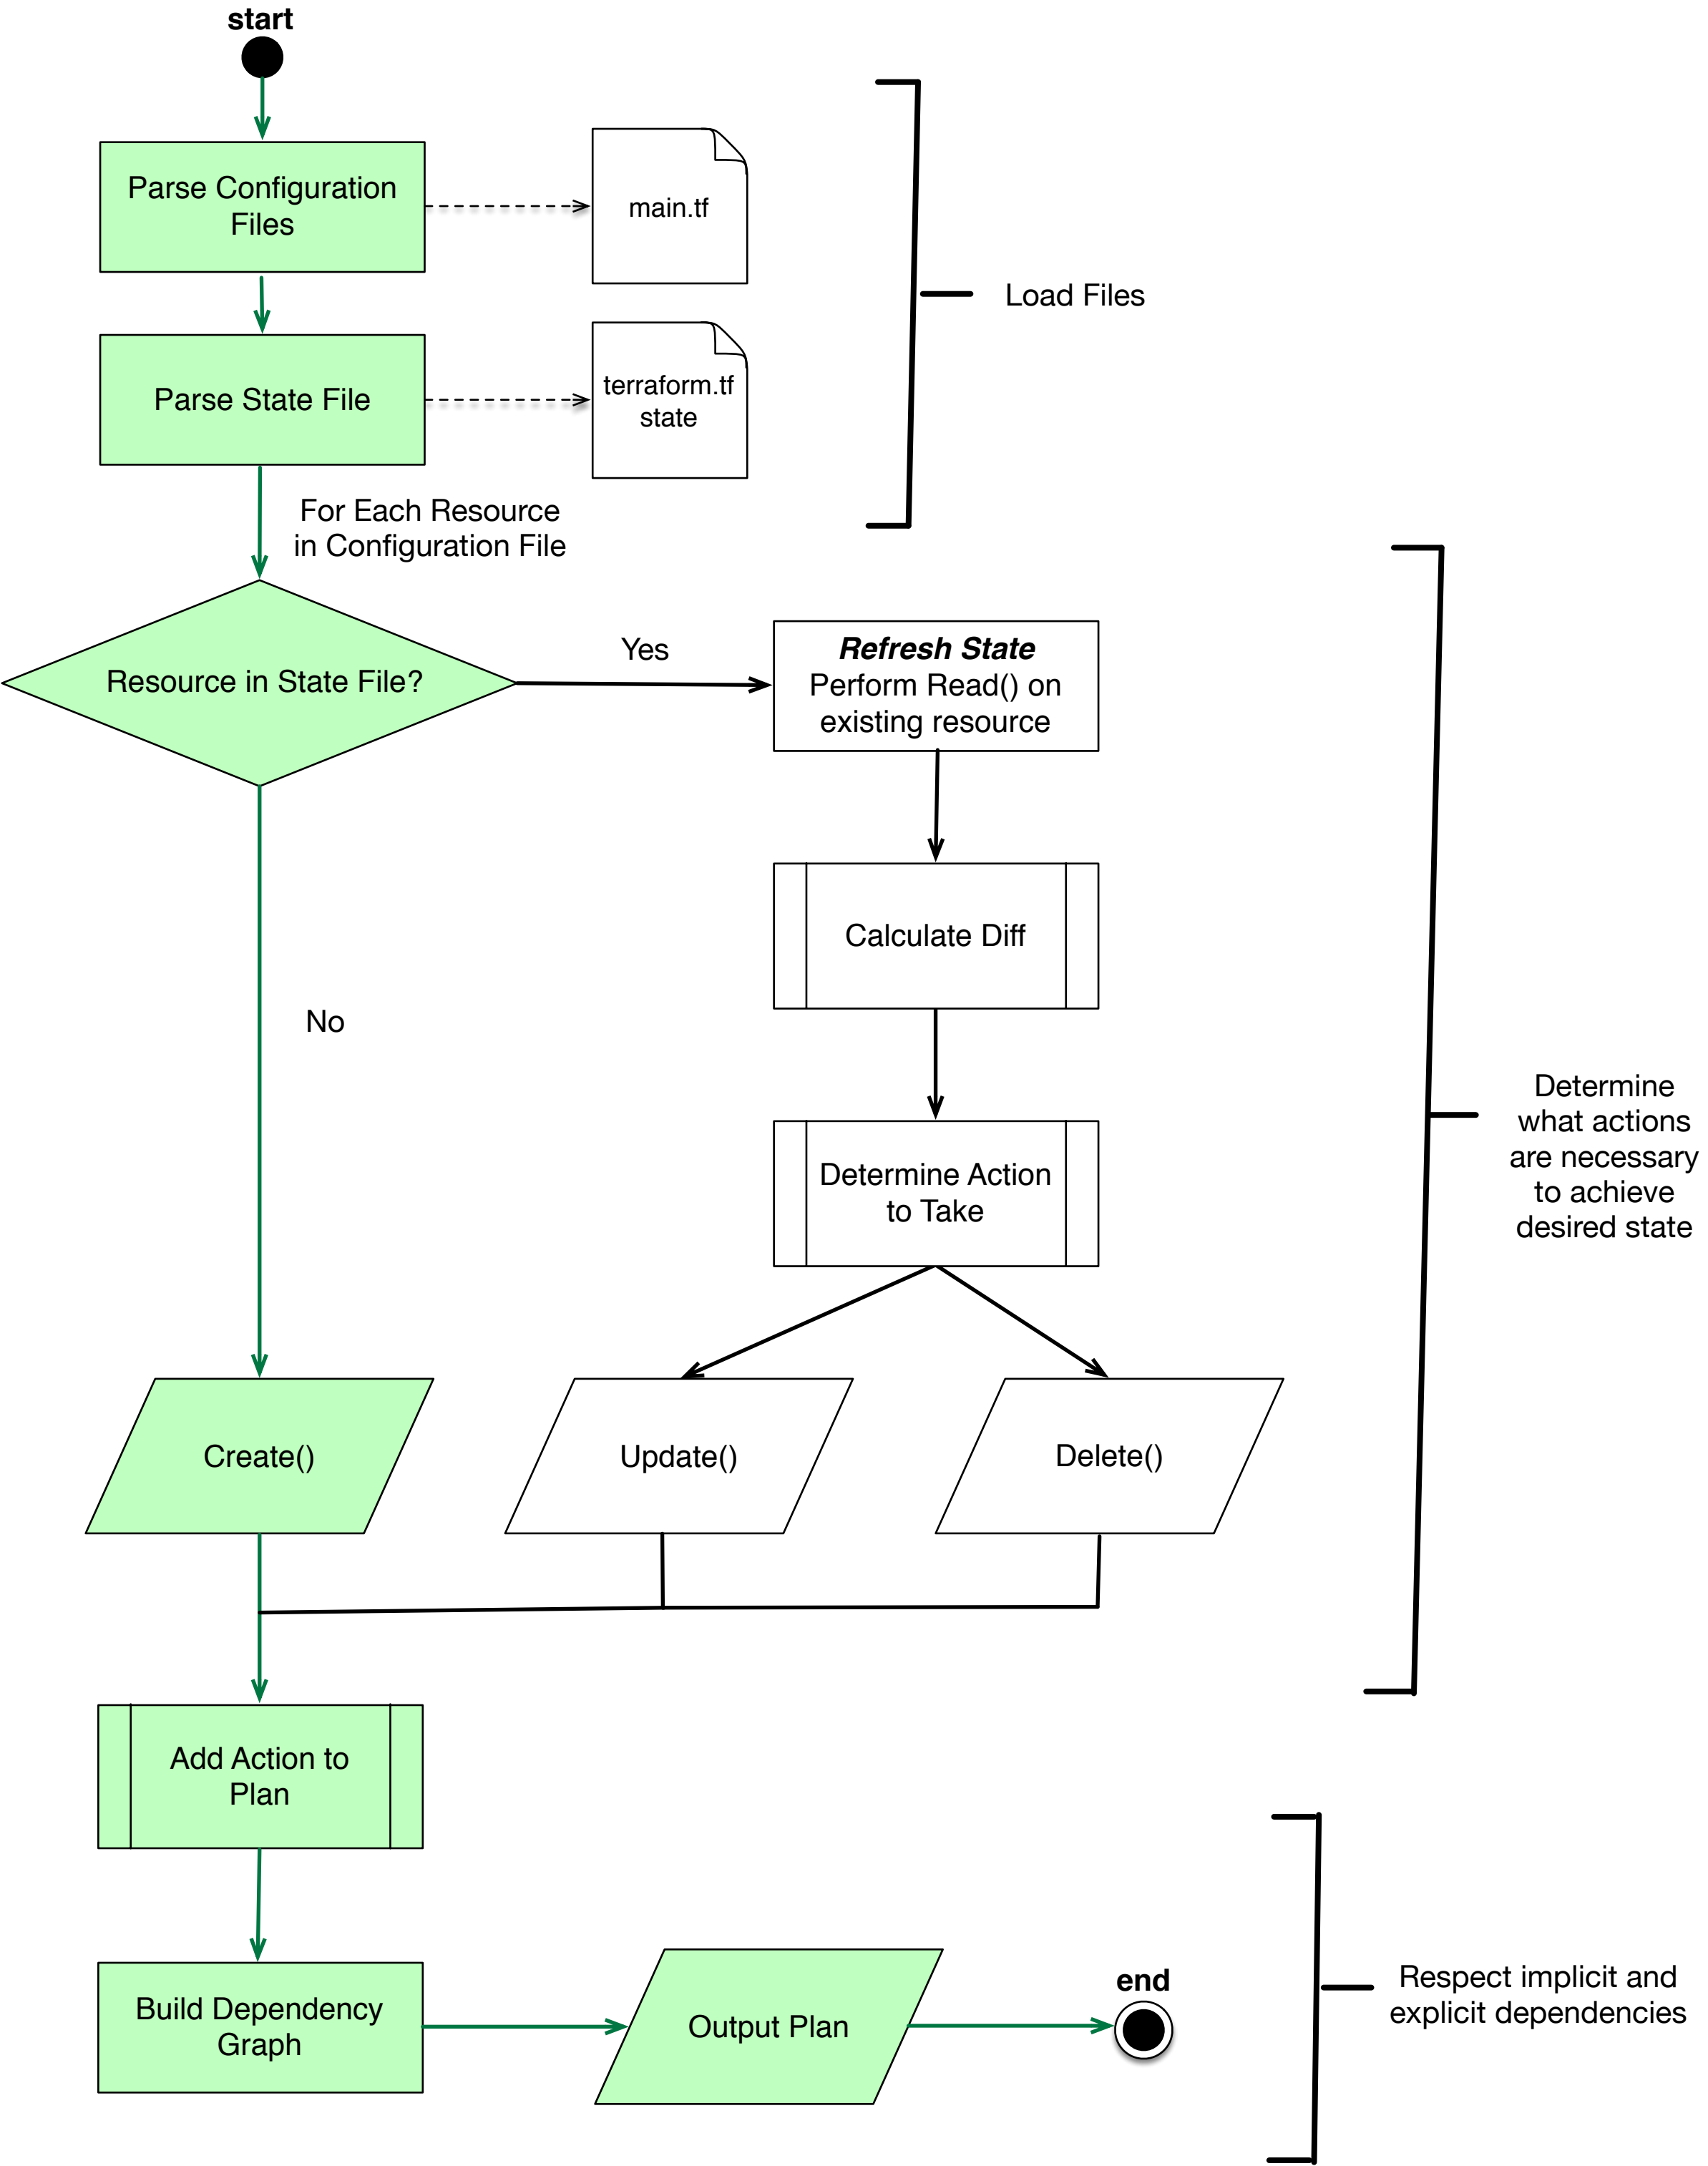 start
Parse Configuration
Files
main.tf
Load Files
Parse State File
terraform.tf
state
For Each Resource
in Configuration File
Resource in State File?
Yes
Refresh State
Perform Read() on
existing resource
Calculate Diff
No
Determine
what actions
are necessary
to achieve
desired state
Determine Action
to Take
Create()
Update()
Delete()
Add Action to
Plan
Build Dependency
Graph
Output Plan
end
Respect implicit and
explicit dependencies